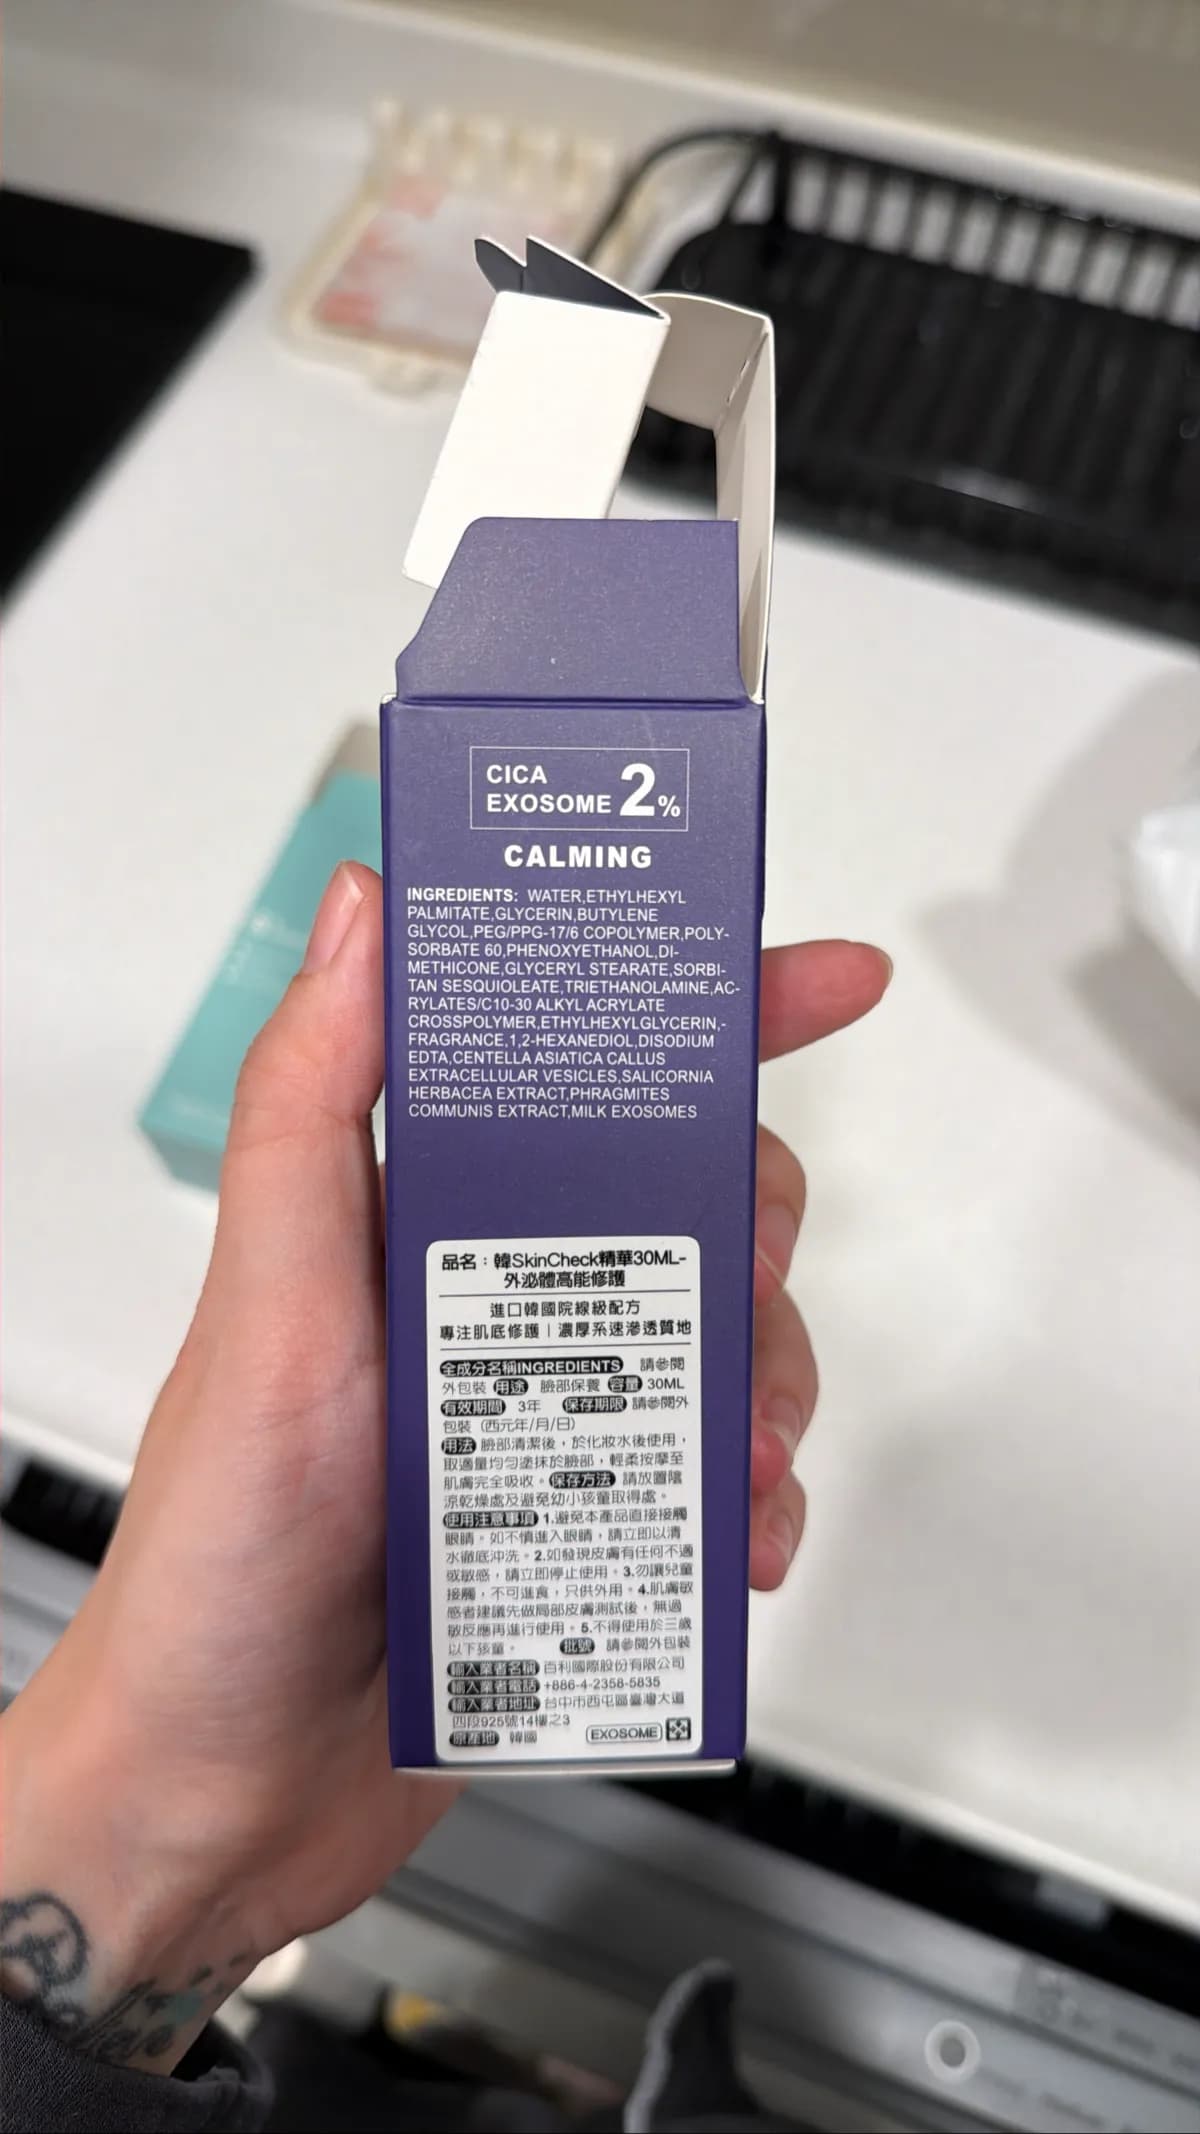 CICA
EXOSOME 2%
CALMING
INGREDIENTS: WATER,ETHYLHEXYL
PALMITATE,GLYCERIN,BUTYLENE
GLYCOL,PEG/PPG-17/6 COPOLYMER,POLY-
SORBATE 60,PHENOXYETHANOL,DI-
METHICONE,GLYCERYL STEARATE,SORBI-
TAN SESQUIOLEATE,TRIETHANOLAMINE,AC-
RYLATES/C10-30 ALKYL ACRYLATE
CROSSPOLYMER,ETHYLHEXYLGLYCERIN,-
FRAGRANCE,1,2-HEXANEDIOL,DISODIUM
EDTA,CENTELLA ASIATICA CALLUS
EXTRACELLULAR VESICLES,SALICORNIA
HERBACEA EXTRACT,PHRAGMITES
COMMUNIS EXTRACT,MILK EXOSOMES
品名：韓SkinCheck精華30ML-
外泌體高能修護
進口韓國院線級配方
專注肌底修護｜濃厚系速滲透質地
全成分名稱INGREDIENTS 請參閱
外包裝 用途 臉部保養 容量 30ML
有效期間 3年 保存期限 請參閱外
包裝（西元年/月/日）
用法 臉部清潔後，於化妝水後使用，
取適量均勻塗抹於臉部，輕柔按摩至
肌膚完全吸收。保存方法 請放置陰
涼乾燥處及避免幼小孩童取得處。
使用注意事項 1.避免本產品直接接觸
眼睛。如不慎進入眼睛，請立即以清
水徹底沖洗。2.如發現皮膚有任何不適
或敏感，請立即停止使用。3.勿讓兒童
接觸，不可進食，只供外用。4.肌膚敏
感者建議先做局部皮膚測試後，無過
敏反應再進行使用。5.不得使用於三歲
以下孩童。 批號 請參閱外包裝
輸入業者名稱 百利國際股份有限公司
輸入業者電話 +886-4-2358-5835
輸入業者地址 台中市西屯區臺灣大道
四段925號14樓之3
原產地 韓國 EXOSOME